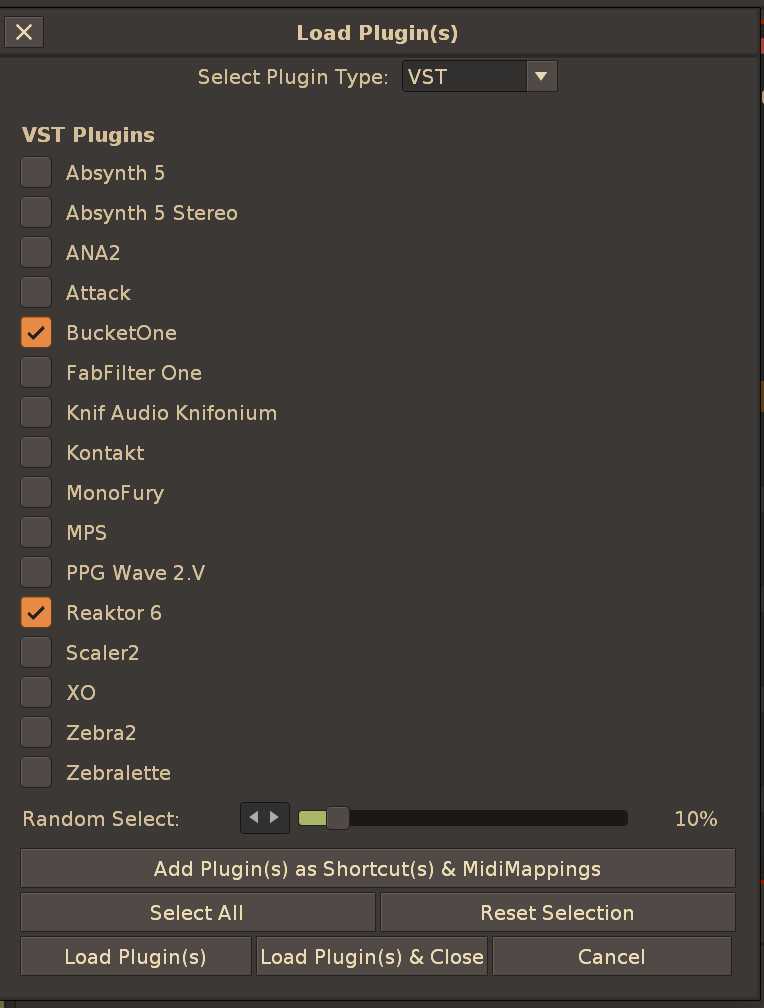 Load Plugin(s)
Select Plugin Type: VST
VST Plugins
Absynth 5
Absynth 5 Stereo
ANA2
Attack
BucketOne
FabFilter One
Knif Audio Knifonium
Kontakt
MonoFury
MPS
PPG Wave 2.V
Reaktor 6
Scaler2
XO
Zebra2
Zebralette
Random Select: 10%
Add Plugin(s) as Shortcut(s) & MidiMappings
Select All Reset Selection
Load Plugin(s) Load Plugin(s) & Close Cancel